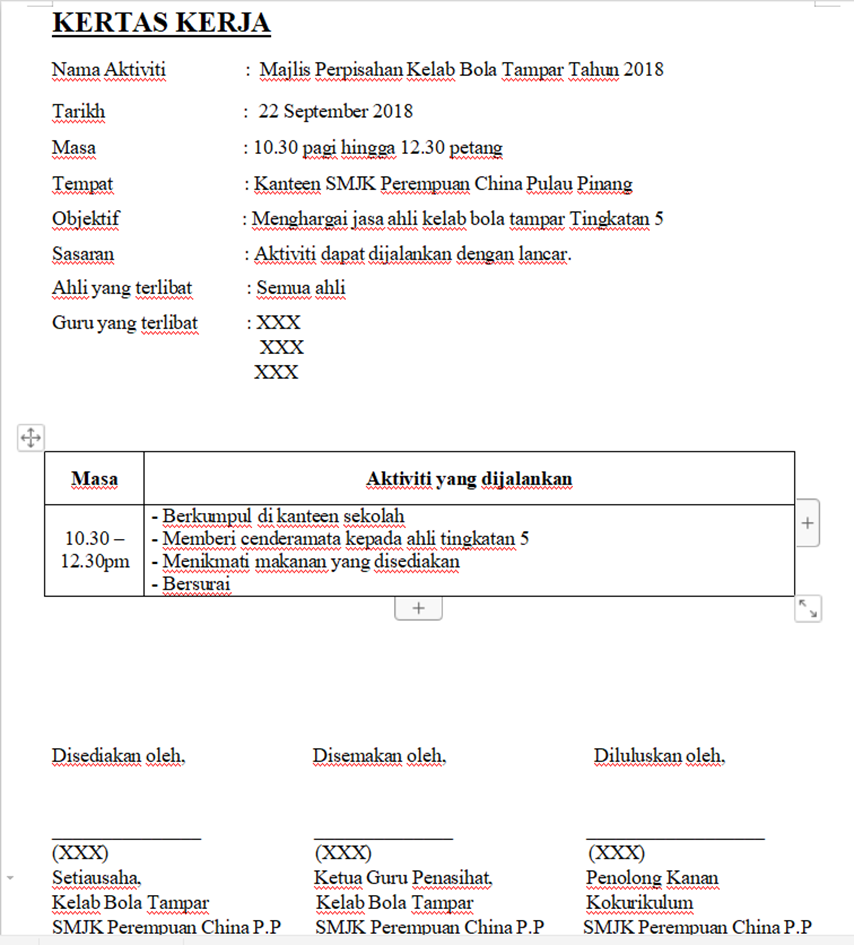 KERTAS KERJA
Nama Aktiviti : Majlis Perpisahan Kelab Bola Tampar Tahun 2018
Tarikh : 22 September 2018
Masa : 10.30 pagi hingga 12.30 petang
Tempat : Kanteen SMJK Perempuan China Pulau Pinang
Objektif : Menghargai jasa ahli kelab bola tampar Tingkatan 5
Sasaran : Aktiviti dapat dijalankan dengan lancar.
Ahli yang terlibat : Semua ahli
Guru yang terlibat : XXX
XXX
XXX
Masa Aktiviti yang dijalankan
- Berkumpul di kanteen sekolah
10.30 – - Memberi cenderamata kepada ahli tingkatan 5
12.30pm - Menikmati makanan yang disediakan
- Bersurai
Disediakan oleh, Disemakan oleh, Diluluskan oleh,
(XXX) (XXX) (XXX)
Setiausaha, Ketua Guru Penasihat, Penolong Kanan
Kelab Bola Tampar Kelab Bola Tampar Kokurikulum
SMJK Perempuan China P.P SMJK Perempuan China P.P SMJK Perempuan China P.P